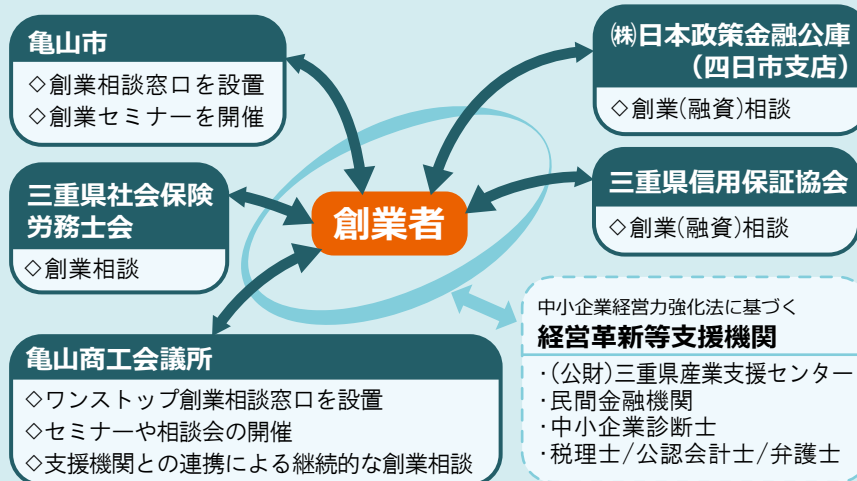 亀山市
◇創業相談窓口を設置
◇創業セミナーを開催
㈱日本政策金融公庫
(四日市支店)
◇創業(融資)相談
三重県社会保険
労務士会
◇創業相談
創業者
三重県信用保証協会
◇創業(融資)相談
亀山商工会議所
◇ワンストップ創業相談窓口を設置
◇セミナーや相談会の開催
◇支援機関との連携による継続的な創業相談
中小企業経営力強化法に基づく
経営革新等支援機関
・(公財)三重県産業支援センター
・民間金融機関
・中小企業診断士
・税理士/公認会計士/弁護士